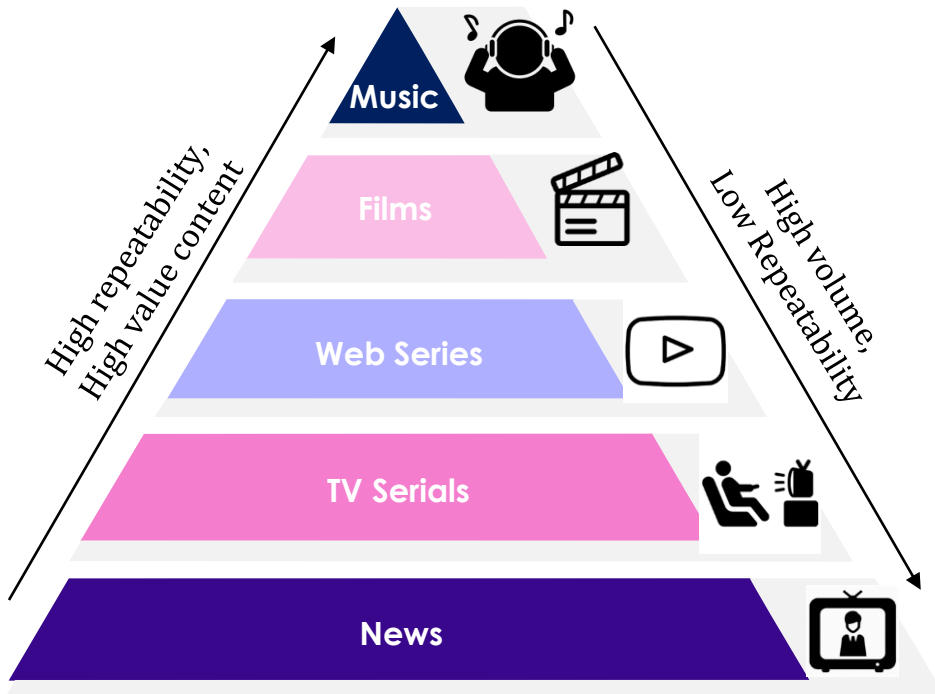 Music
Films
Web Series
TV Serials
News
High repeatability,
High value content
High volume,
Low Repeatability